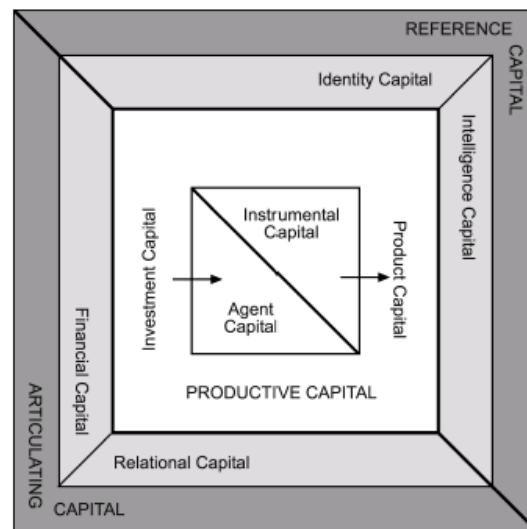 REFERENCE
CAPITAL
Identity Capital
Intelligence Capital
Investment Capital
Instrumental
Capital
Product Capital
Agent
Capital
Financial Capital
PRODUCTIVE CAPITAL
ARTICULATING
Relational Capital
CAPITAL